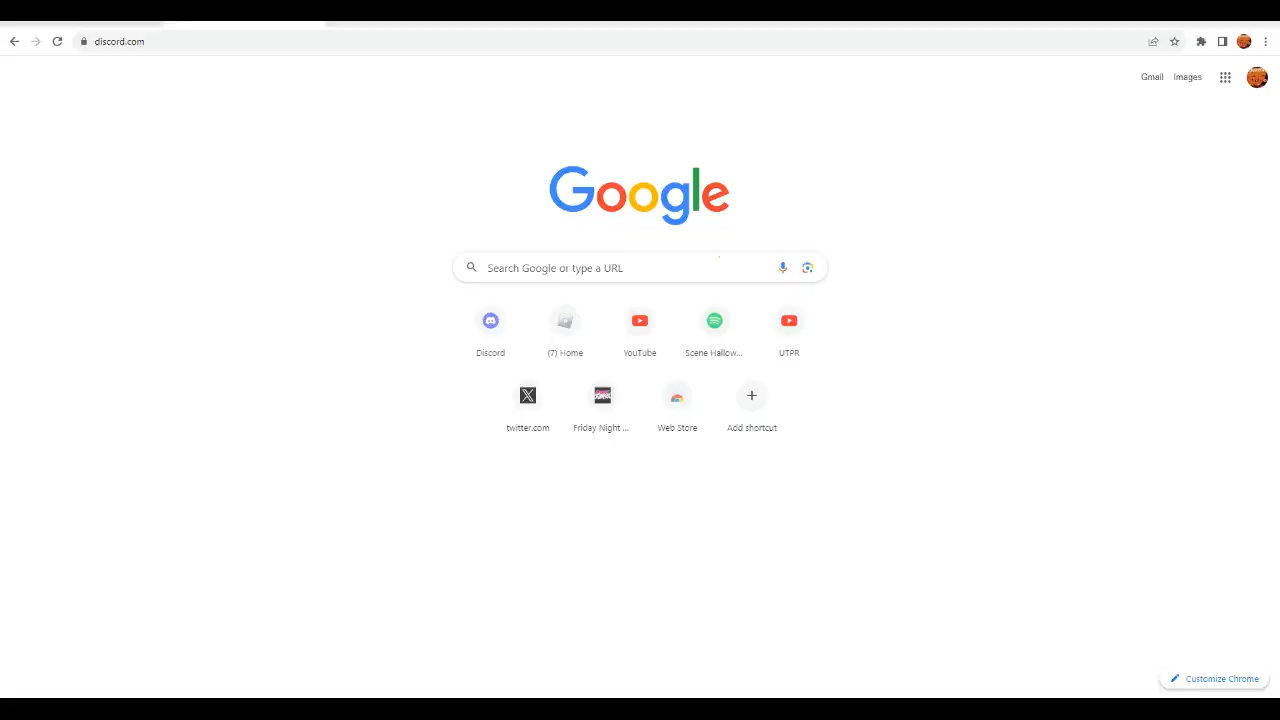 discord.com
Gmail Images
Google
Search Google or type a URL
Discord (7) Home YouTube Scene Hallow... UTPR
twitter.com Friday Night ... Web Store Add shortcut
Customize Chrome